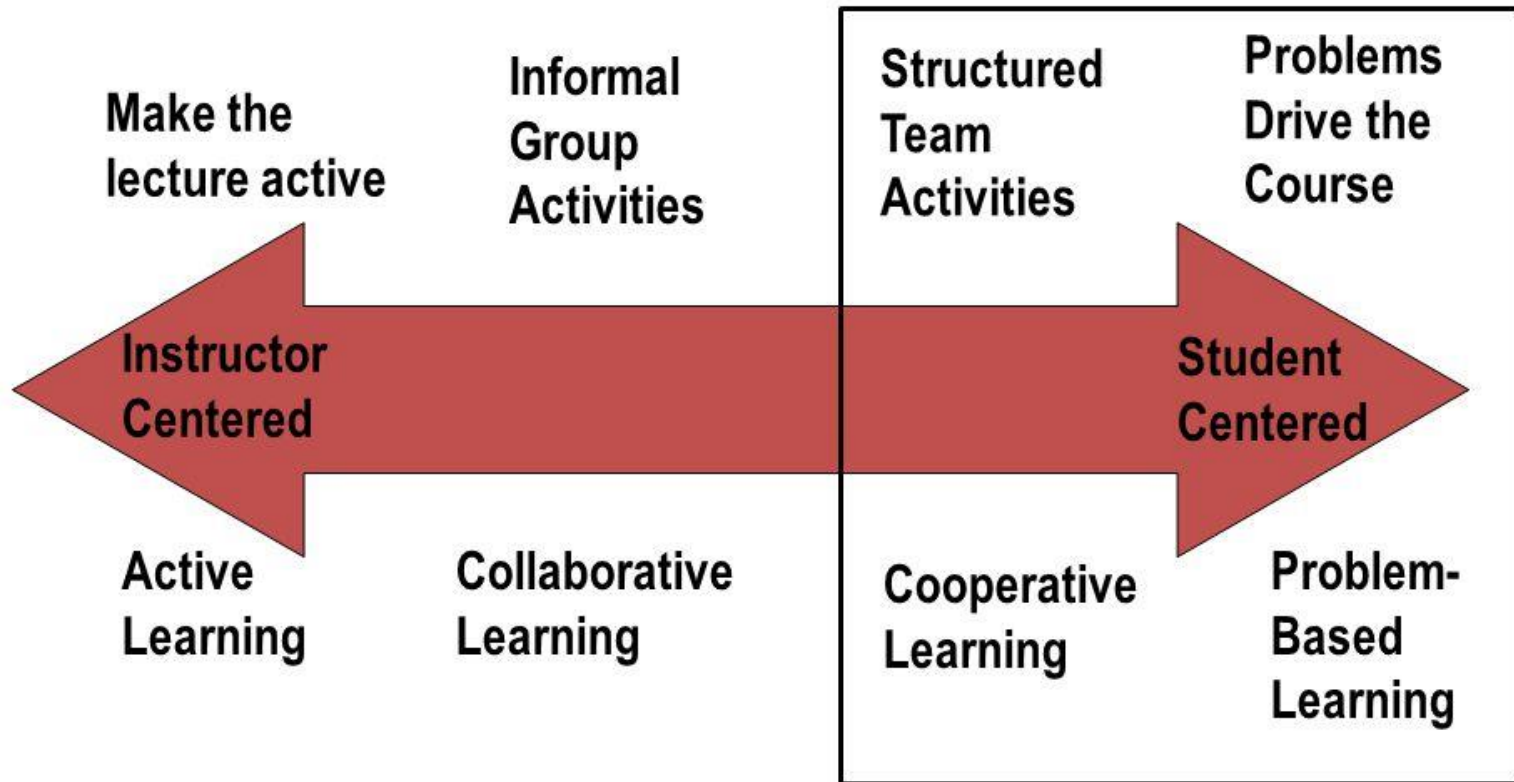 Make the
lecture active
Informal
Group
Activities
Structured
Team
Activities
Problems
Drive the
Course
Instructor
Centered
Student
Centered
Active
Learning
Collaborative
Learning
Cooperative
Learning
Problem-
Based
Learning